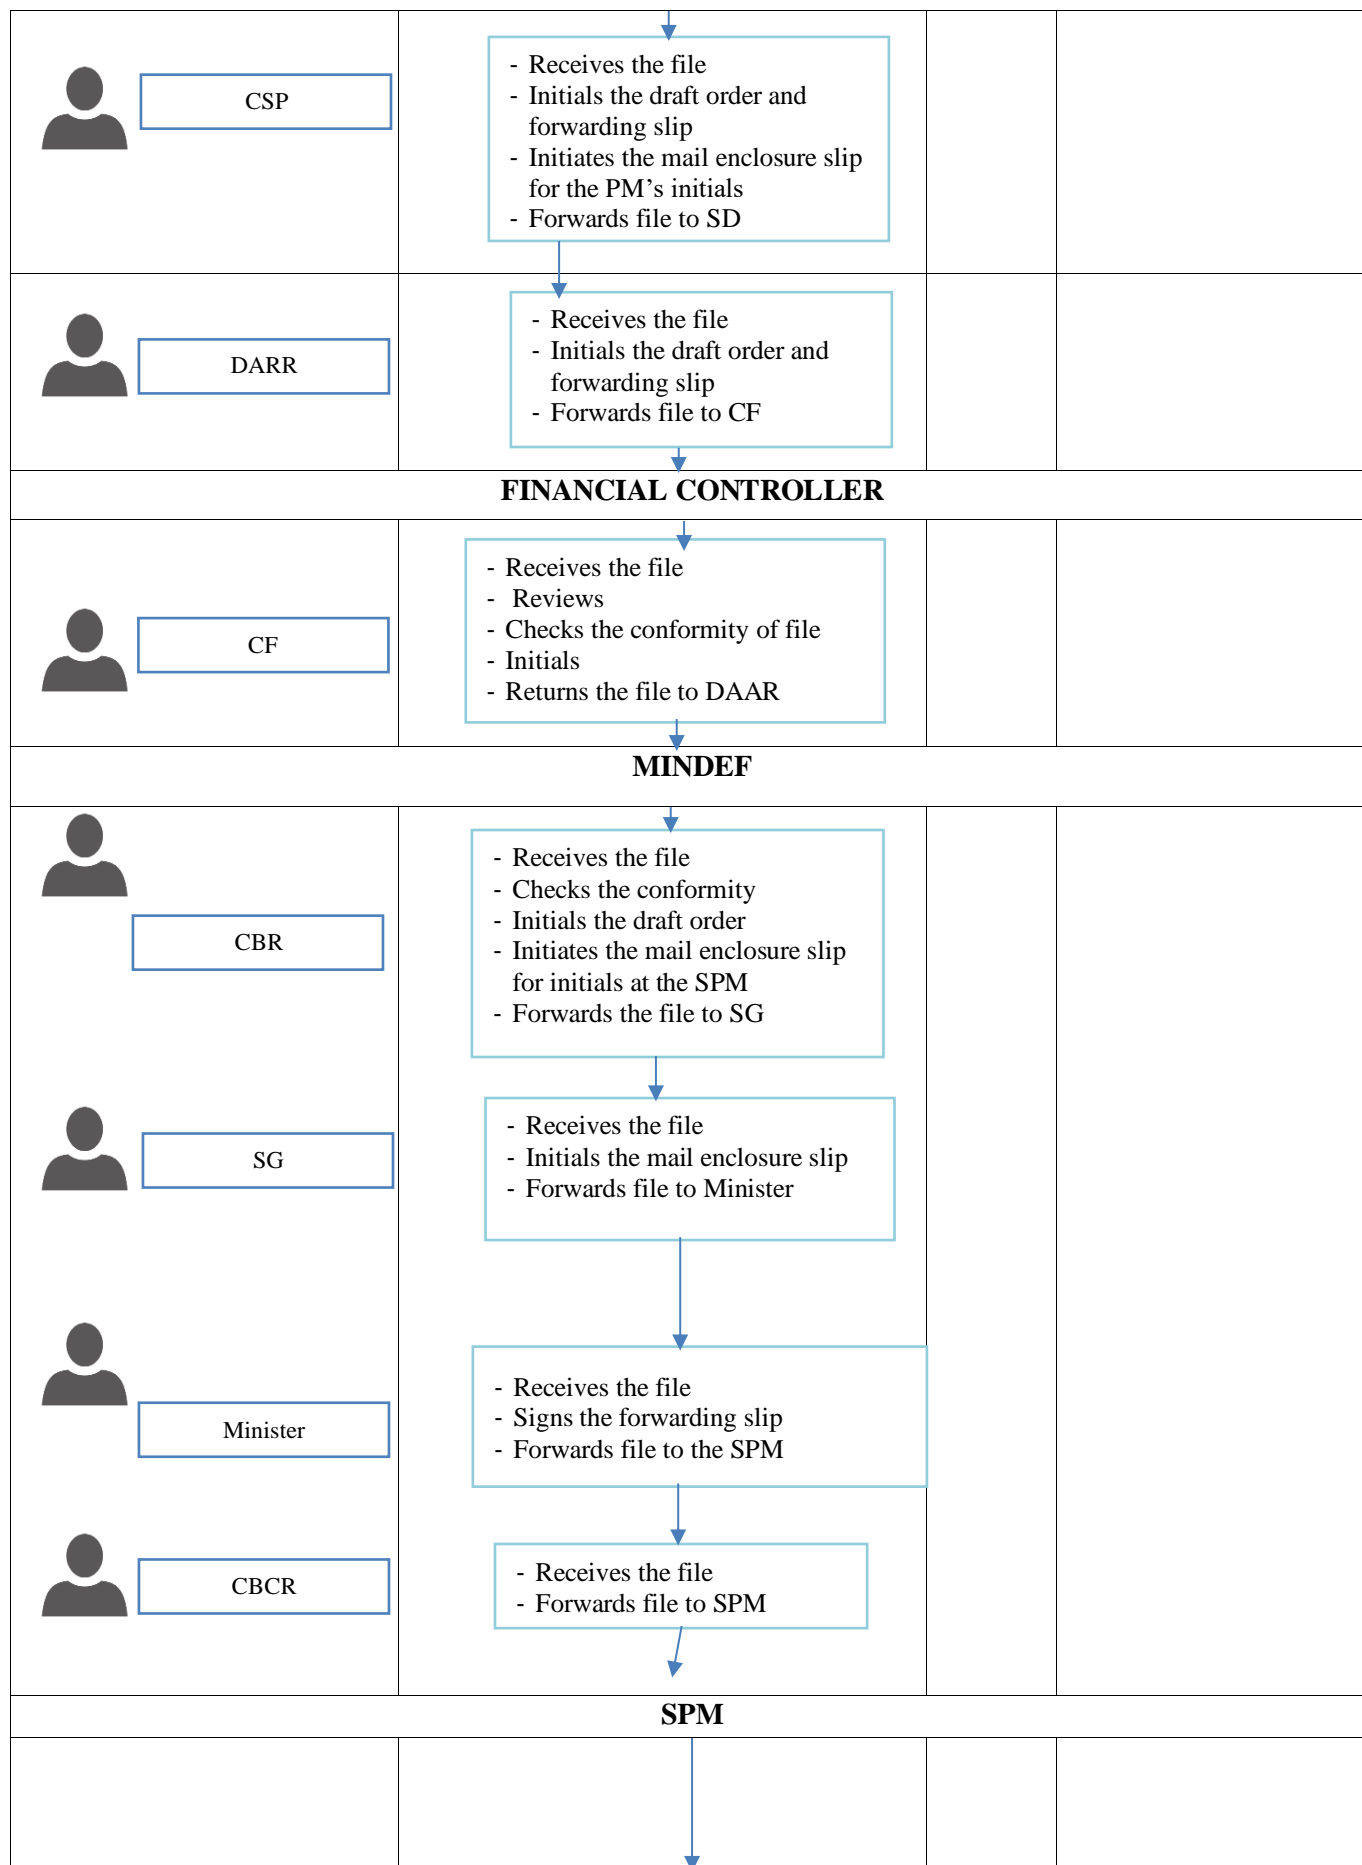 CSP
- Receives the file
- Initials the draft order and
forwarding slip
- Initiates the mail enclosure slip
for the PM’s initials
- Forwards file to SD
DARR
- Receives the file
- Initials the draft order and
forwarding slip
- Forwards file to CF
FINANCIAL CONTROLLER
CF
- Receives the file
- Reviews
- Checks the conformity of file
- Initials
- Returns the file to DAAR
MINDEF
CBR
- Receives the file
- Checks the conformity
- Initials the draft order
- Initiates the mail enclosure slip
for initials at the SPM
- Forwards the file to SG
SG
- Receives the file
- Initials the mail enclosure slip
- Forwards file to Minister
Minister
- Receives the file
- Signs the forwarding slip
- Forwards file to the SPM
CBCR
- Receives the file
- Forwards file to SPM
SPM